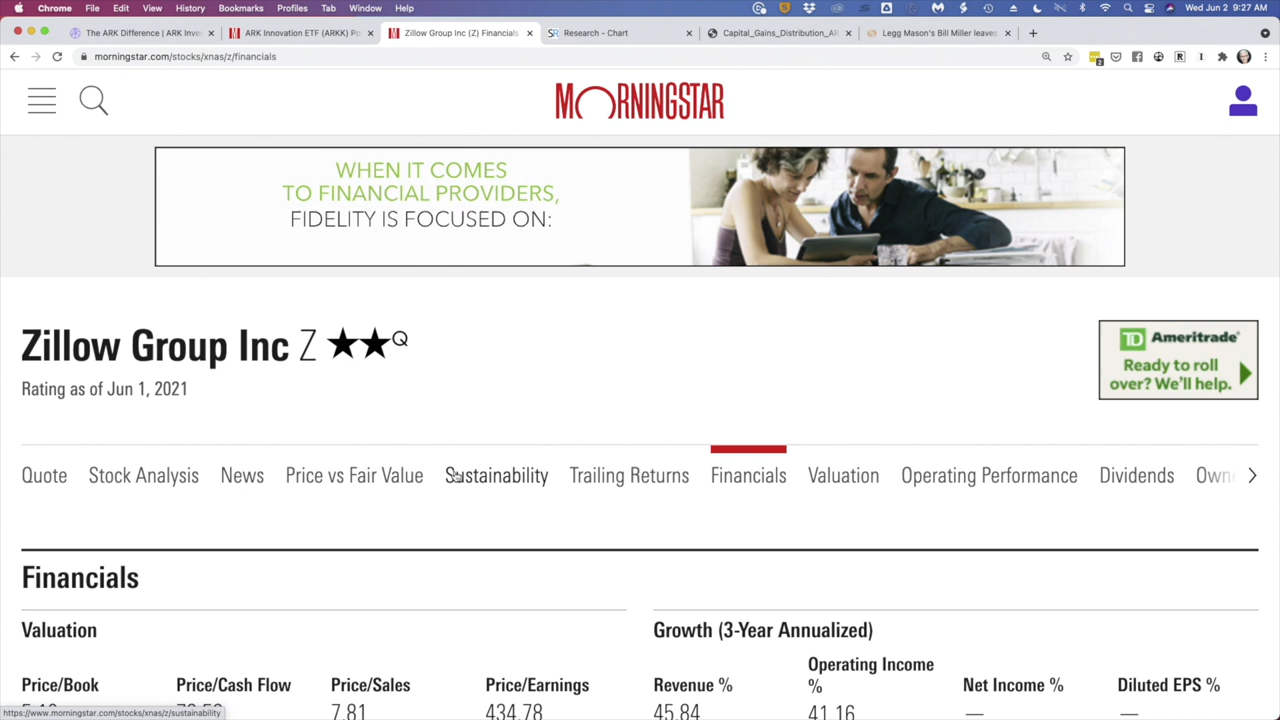 Chrome File Edit View History Bookmarks Profiles Tab Window Help Wed Jun 2 9:27 AM
The ARK Difference | ARK Inves ARK Innovation ETF (ARKK) Po Zillow Group Inc (Z) Financials Research - Chart Capital_Gains_Distribution_AR Legg Mason's Bill Miller leaves
morningstar.com/stocks/xnas/z/financials
MORNINGSTAR
WHEN IT COMES
TO FINANCIAL PROVIDERS,
FIDELITY IS FOCUSED ON:
Zillow Group Inc Z ★★Q
Rating as of Jun 1, 2021
TD Ameritrade
Ready to roll
over? We'll help.
Quote Stock Analysis News Price vs Fair Value Sustainability Trailing Returns Financials Valuation Operating Performance Dividends Owne
Financials
Valuation
Price/Book Price/Cash Flow Price/Sales Price/Earnings
7.81 434.78
Growth (3-Year Annualized)
Revenue % Operating Income % Net Income % Diluted EPS %
45.84 41.16 — —
https://www.morningstar.com/stocks/xnas/z/sustainability